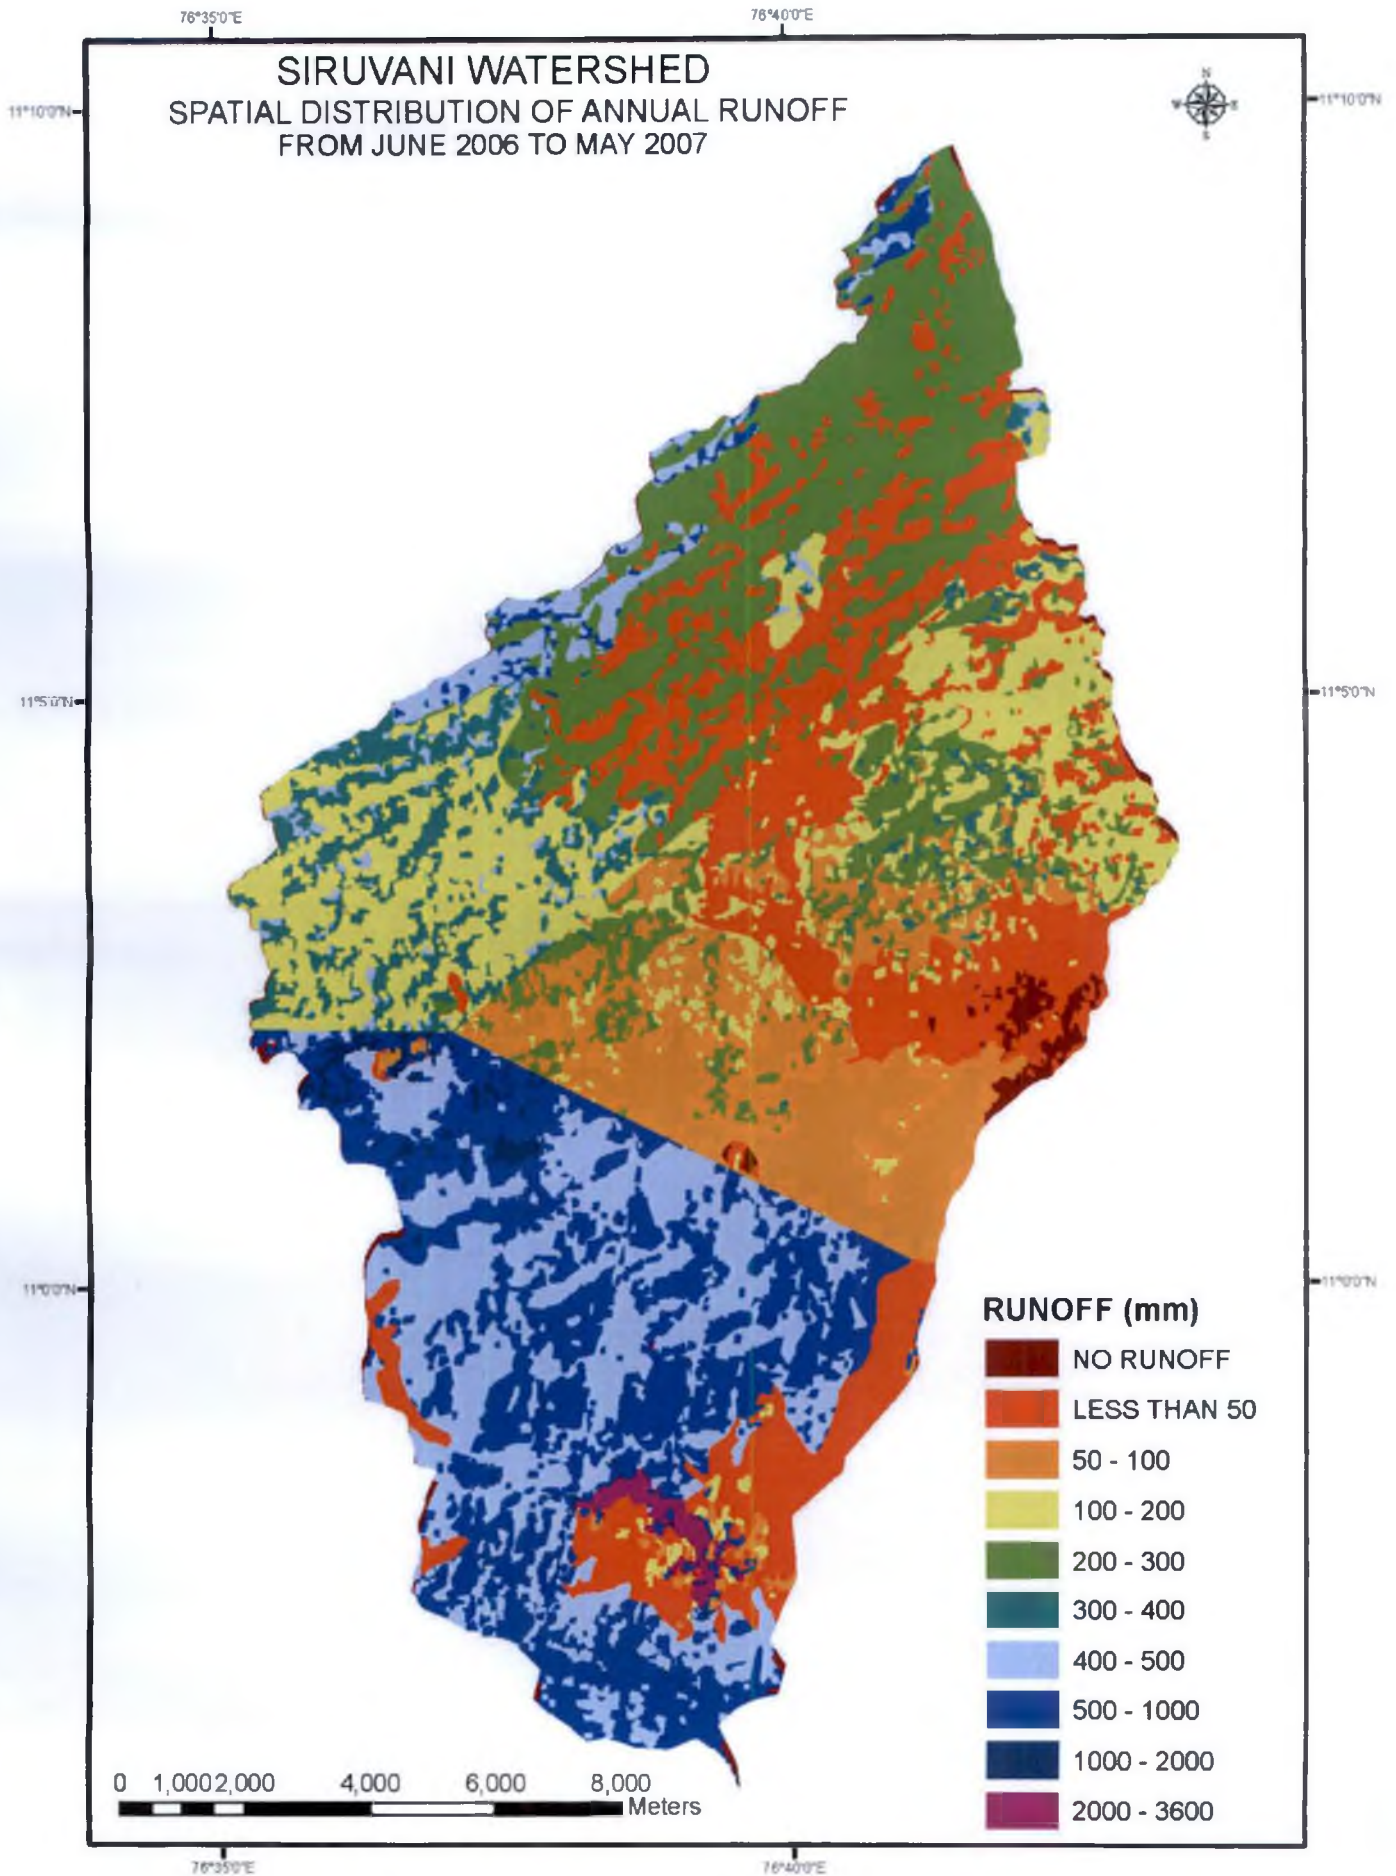 76°35'0"E 76°40'0"E
SIRUVANI WATERSHED
SPATIAL DISTRIBUTION OF ANNUAL RUNOFF
FROM JUNE 2006 TO MAY 2007
N
W E
S
11°10'0"N 11°10'0"N
11°5'0"N 11°5'0"N
11°0'0"N 11°0'0"N
RUNOFF (mm)
NO RUNOFF
LESS THAN 50
50 - 100
100 - 200
200 - 300
300 - 400
400 - 500
500 - 1000
1000 - 2000
2000 - 3600
0 1,000 2,000 4,000 6,000 8,000
Meters
76°35'0"E 76°40'0"E